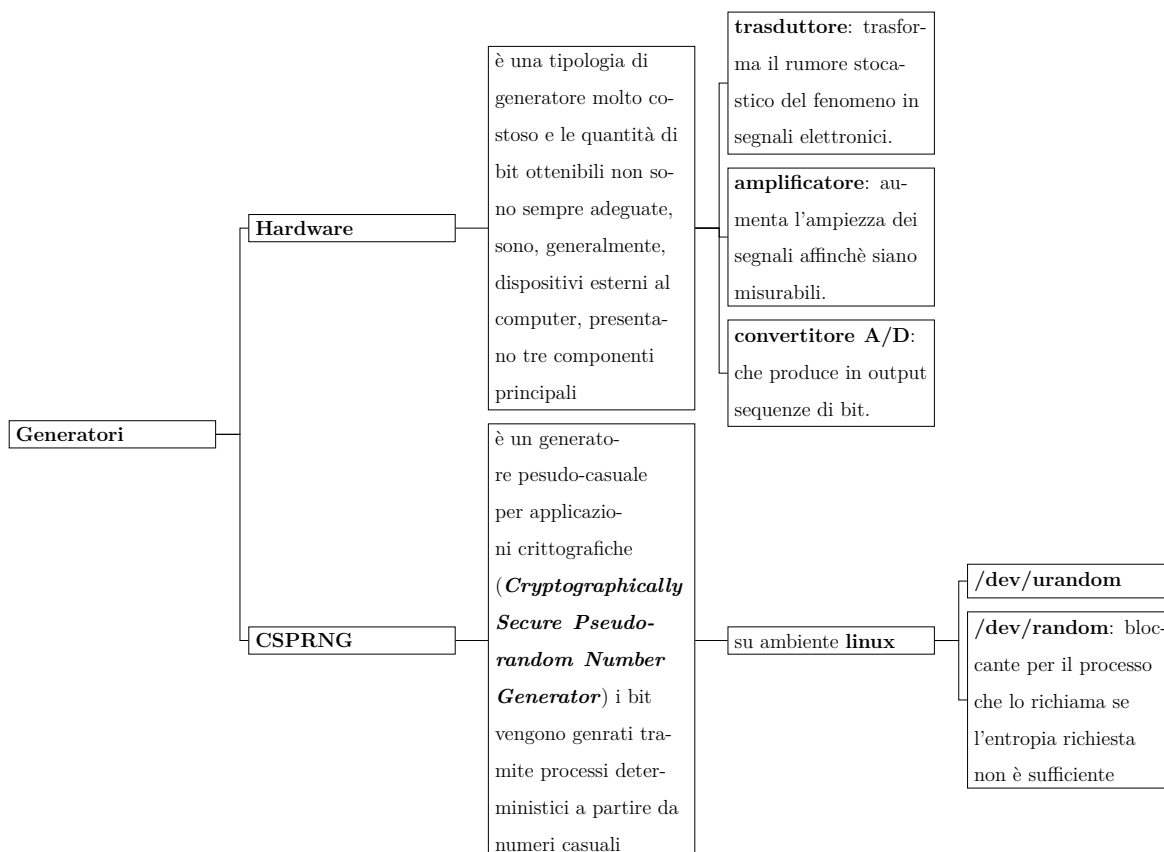 Generatori
Hardware
è una tipologia di
generatore molto co-
stoso e le quantità di
bit ottenibili non so-
no sempre adeguate,
sono, generalmente,
dispositivi esterni al
computer, presenta-
no tre componenti
principali
trasduttore: trasfor-
ma il rumore stoca-
stico del fenomeno in
segnali elettronici.
amplificatore: au-
menta l'ampiezza dei
segnali affinchè siano
misurabili.
convertitore A/D:
che produce in output
sequenze di bit.
CSPRNG
è un generato-
re pesudo-casuale
per applicazio-
ni crittografiche
(Cryptographically
Secure Pseudo-
random Number
Generator) i bit
vengono genrati tra-
mite processi deter-
ministici a partire da
numeri casuali
su ambiente linux
/dev/urandom
/dev/random: bloc-
cante per il processo
che lo richiama se
l'entropia richiesta
non è sufficiente